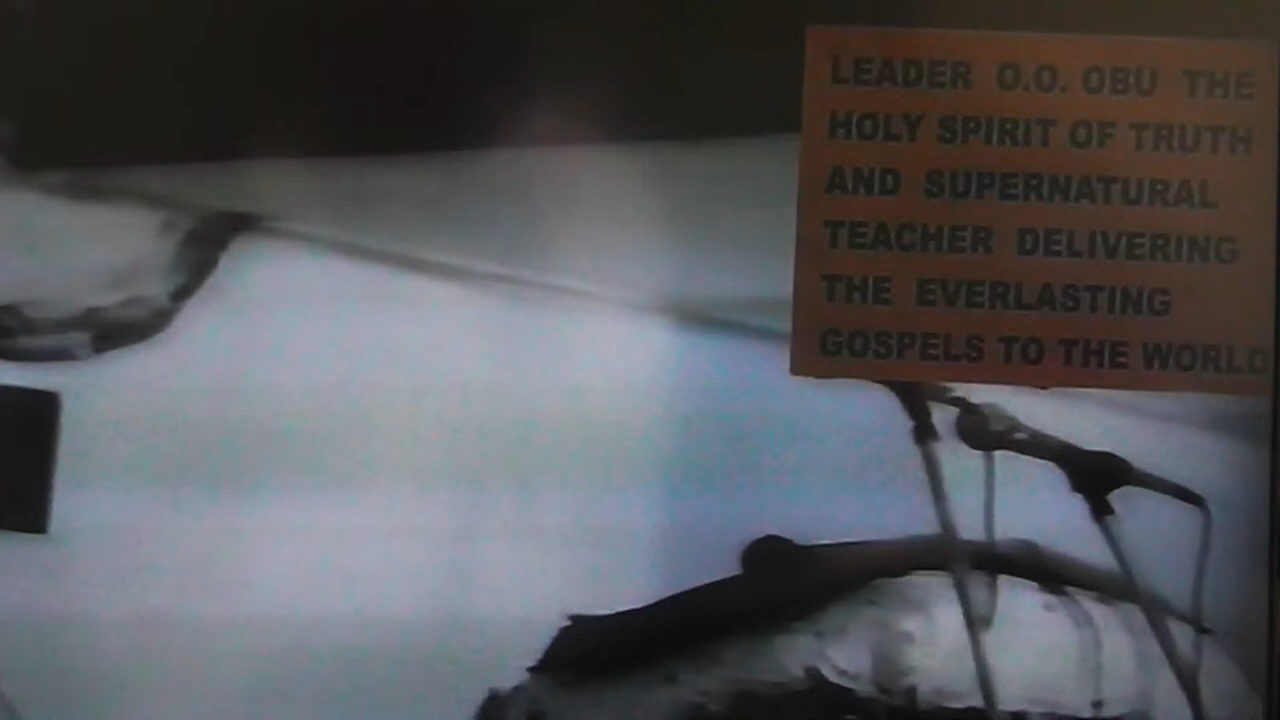 LEADER O.O. OBU THE
HOLY SPIRIT OF TRUTH
AND SUPERNATURAL
TEACHER DELIVERING
THE EVERLASTING
GOSPELS TO THE WORLD